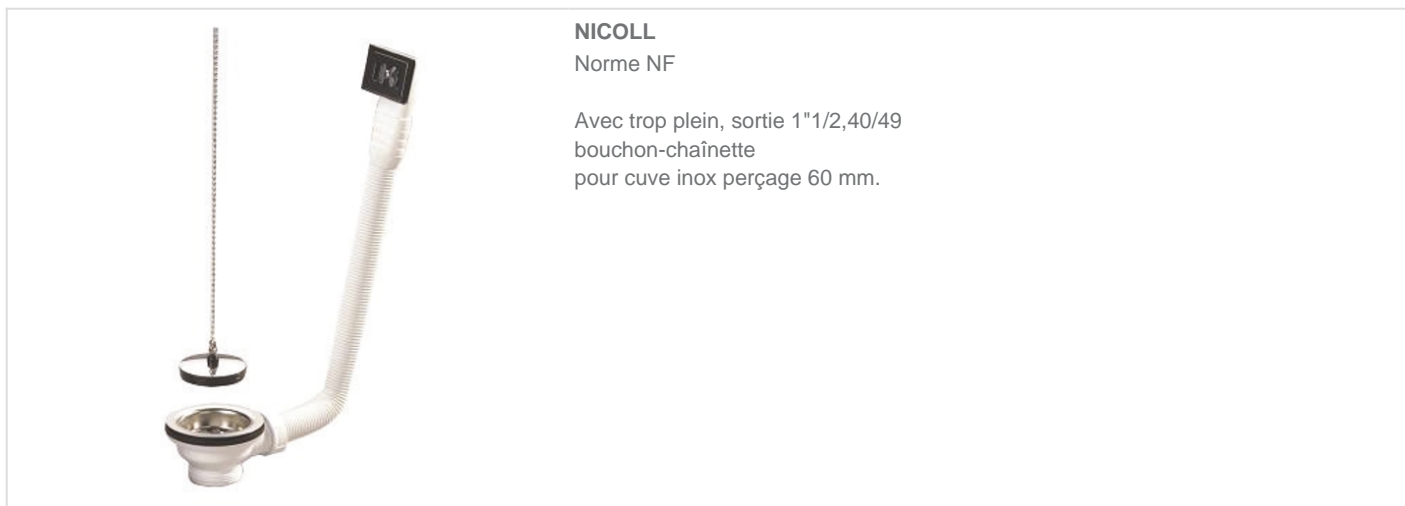 NICOLL
Norme NF
Avec trop plein, sortie 1"1/2,40/49
bouchon-chaînette
pour cuve inox perçage 60 mm.